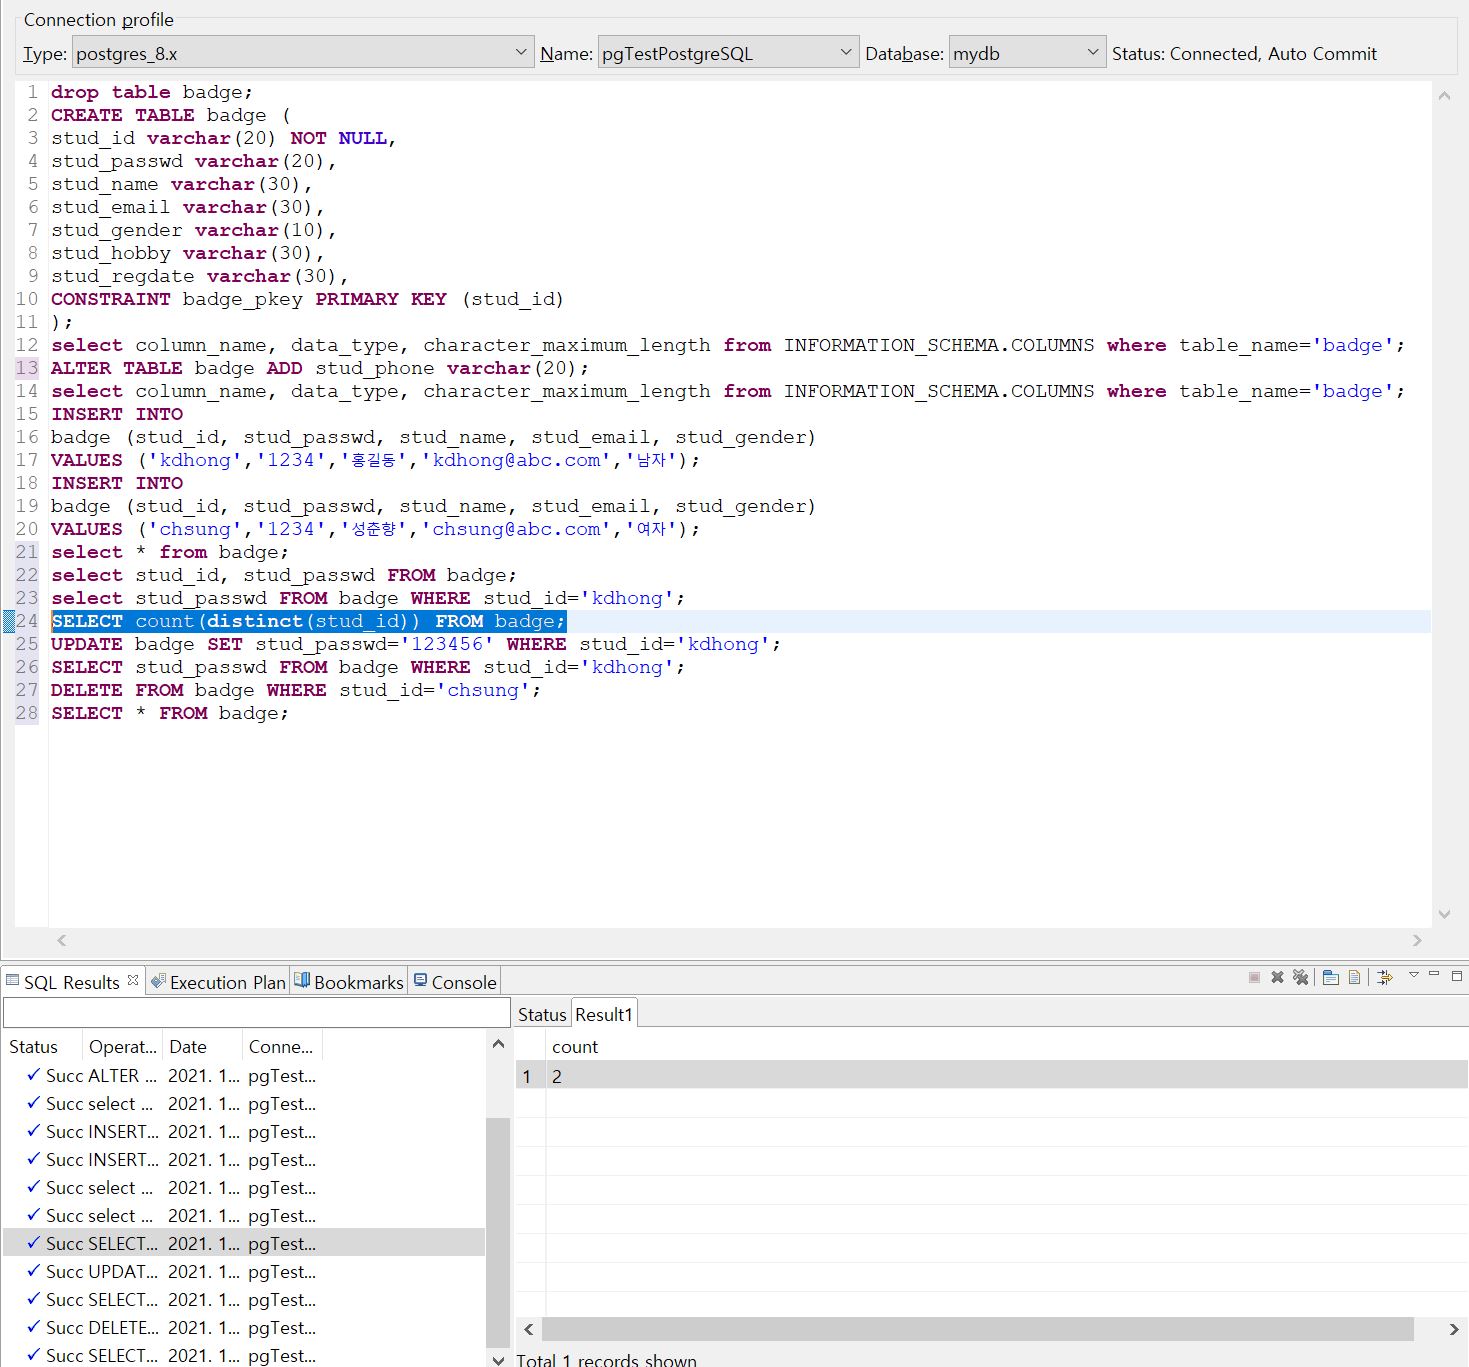 Connection profile
Type: postgres_8.x Name: pgTestPostgreSQL Database: mydb Status: Connected, Auto Commit
1 drop table badge;
2 CREATE TABLE badge (
3 stud_id varchar(20) NOT NULL,
4 stud_passwd varchar(20),
5 stud_name varchar(30),
6 stud_email varchar(30),
7 stud_gender varchar(10),
8 stud_hobby varchar(30),
9 stud_regdate varchar(30),
10 CONSTRAINT badge_pkey PRIMARY KEY (stud_id)
11 );
12 select column_name, data_type, character_maximum_length from INFORMATION_SCHEMA.COLUMNS where table_name='badge';
13 ALTER TABLE badge ADD stud_phone varchar(20);
14 select column_name, data_type, character_maximum_length from INFORMATION_SCHEMA.COLUMNS where table_name='badge';
15 INSERT INTO
16 badge (stud_id, stud_passwd, stud_name, stud_email, stud_gender)
17 VALUES ('kdhong','1234','홍길동','kdhong@abc.com','남자');
18 INSERT INTO
19 badge (stud_id, stud_passwd, stud_name, stud_email, stud_gender)
20 VALUES ('chsung','1234','성춘향','chsung@abc.com','여자');
21 select * from badge;
22 select stud_id, stud_passwd FROM badge;
23 select stud_passwd FROM badge WHERE stud_id='kdhong';
24 SELECT count(distinct(stud_id)) FROM badge;
25 UPDATE badge SET stud_passwd='123456' WHERE stud_id='kdhong';
26 SELECT stud_passwd FROM badge WHERE stud_id='kdhong';
27 DELETE FROM badge WHERE stud_id='chsung';
28 SELECT * FROM badge;
SQL Results Execution Plan Bookmarks Console
Status Operat... Date Conne...
Succ ALTER ... 2021. 1... pgTest...
Succ select ... 2021. 1... pgTest...
Succ INSERT... 2021. 1... pgTest...
Succ INSERT... 2021. 1... pgTest...
Succ select ... 2021. 1... pgTest...
Succ select ... 2021. 1... pgTest...
Succ SELECT... 2021. 1... pgTest...
Succ UPDAT... 2021. 1... pgTest...
Succ SELECT... 2021. 1... pgTest...
Succ DELETE... 2021. 1... pgTest...
Succ SELECT... 2021. 1... pgTest...
Status Result1
count
1 2
Total 1 records shown